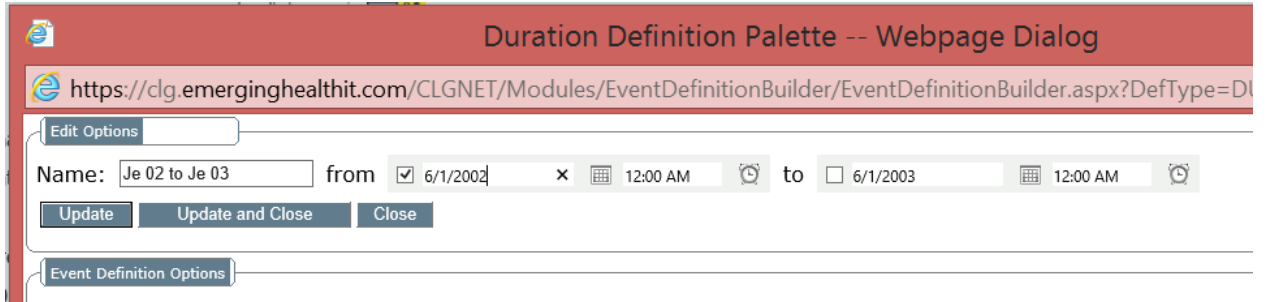 Duration Definition Palette -- Webpage Dialog
https://clg.emerginghealthit.com/CLGNET/Modules/EventDefinitionBuilder/EventDefinitionBuilder.aspx?DefType=DU
Edit Options
Name: Je 02 to Je 03 from 6/1/2002 × 12:00 AM to 6/1/2003 12:00 AM
Update Update and Close Close
Event Definition Options